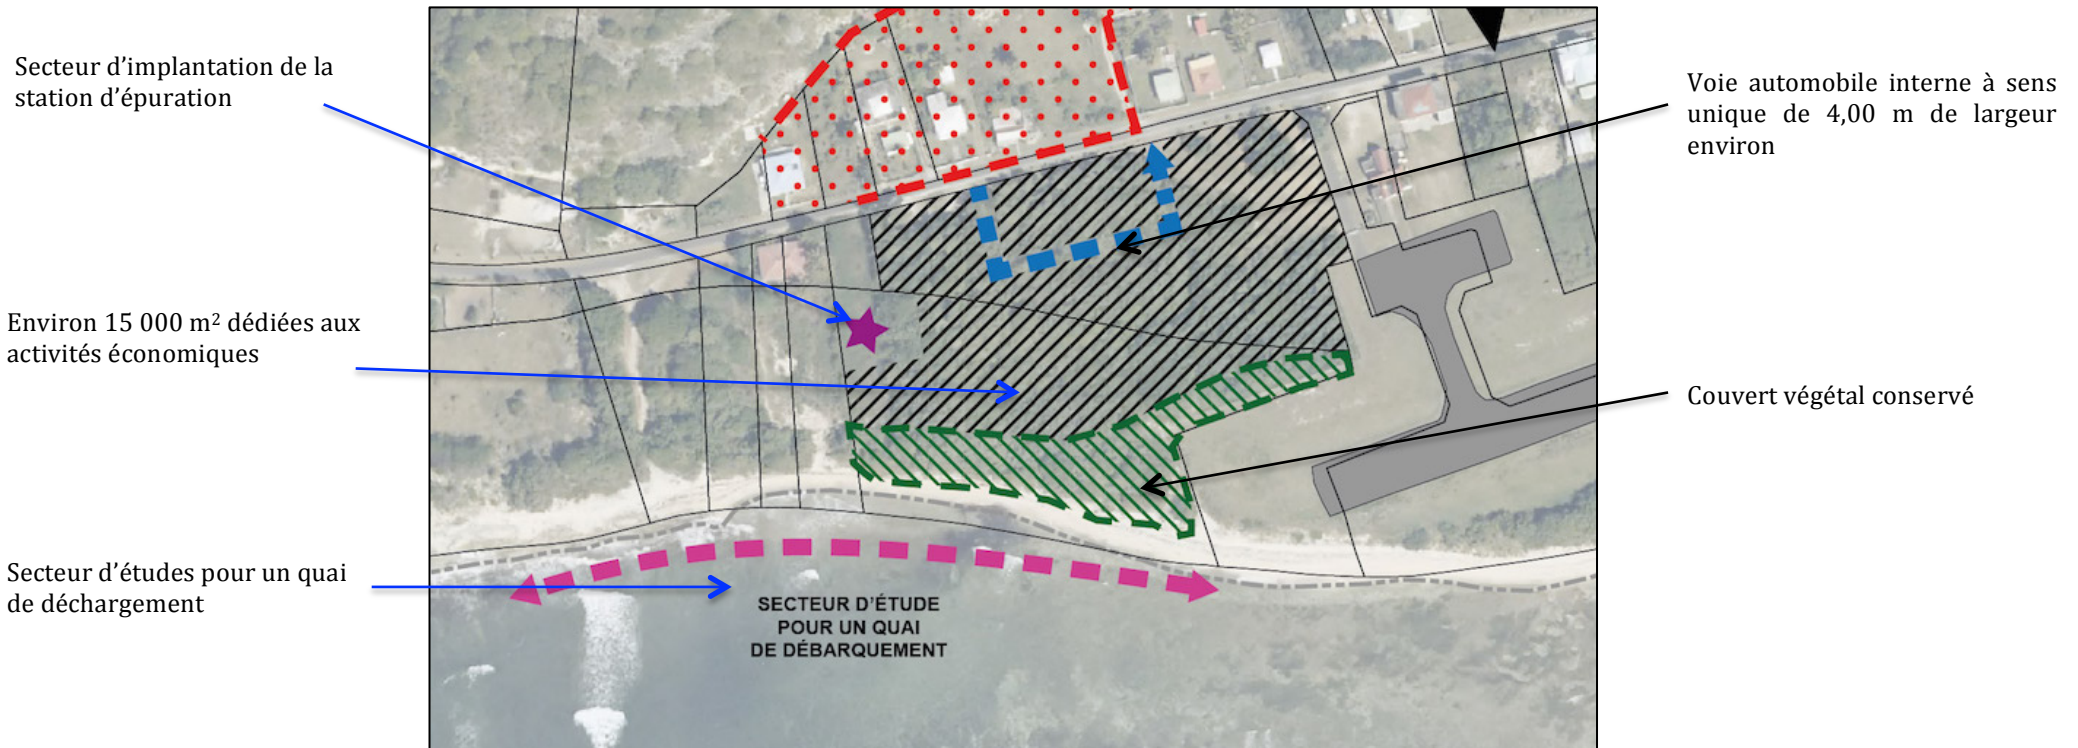 Secteur d'implantation de la
station d'épuration
Environ 15 000 m² dédiées aux
activités économiques
Secteur d'études pour un quai
de déchargement
SECTEUR D'ÉTUDE
POUR UN QUAI
DE DÉBARQUEMENT
Voie automobile interne à sens
unique de 4,00 m de largeur
environ
Couvert végétal conservé